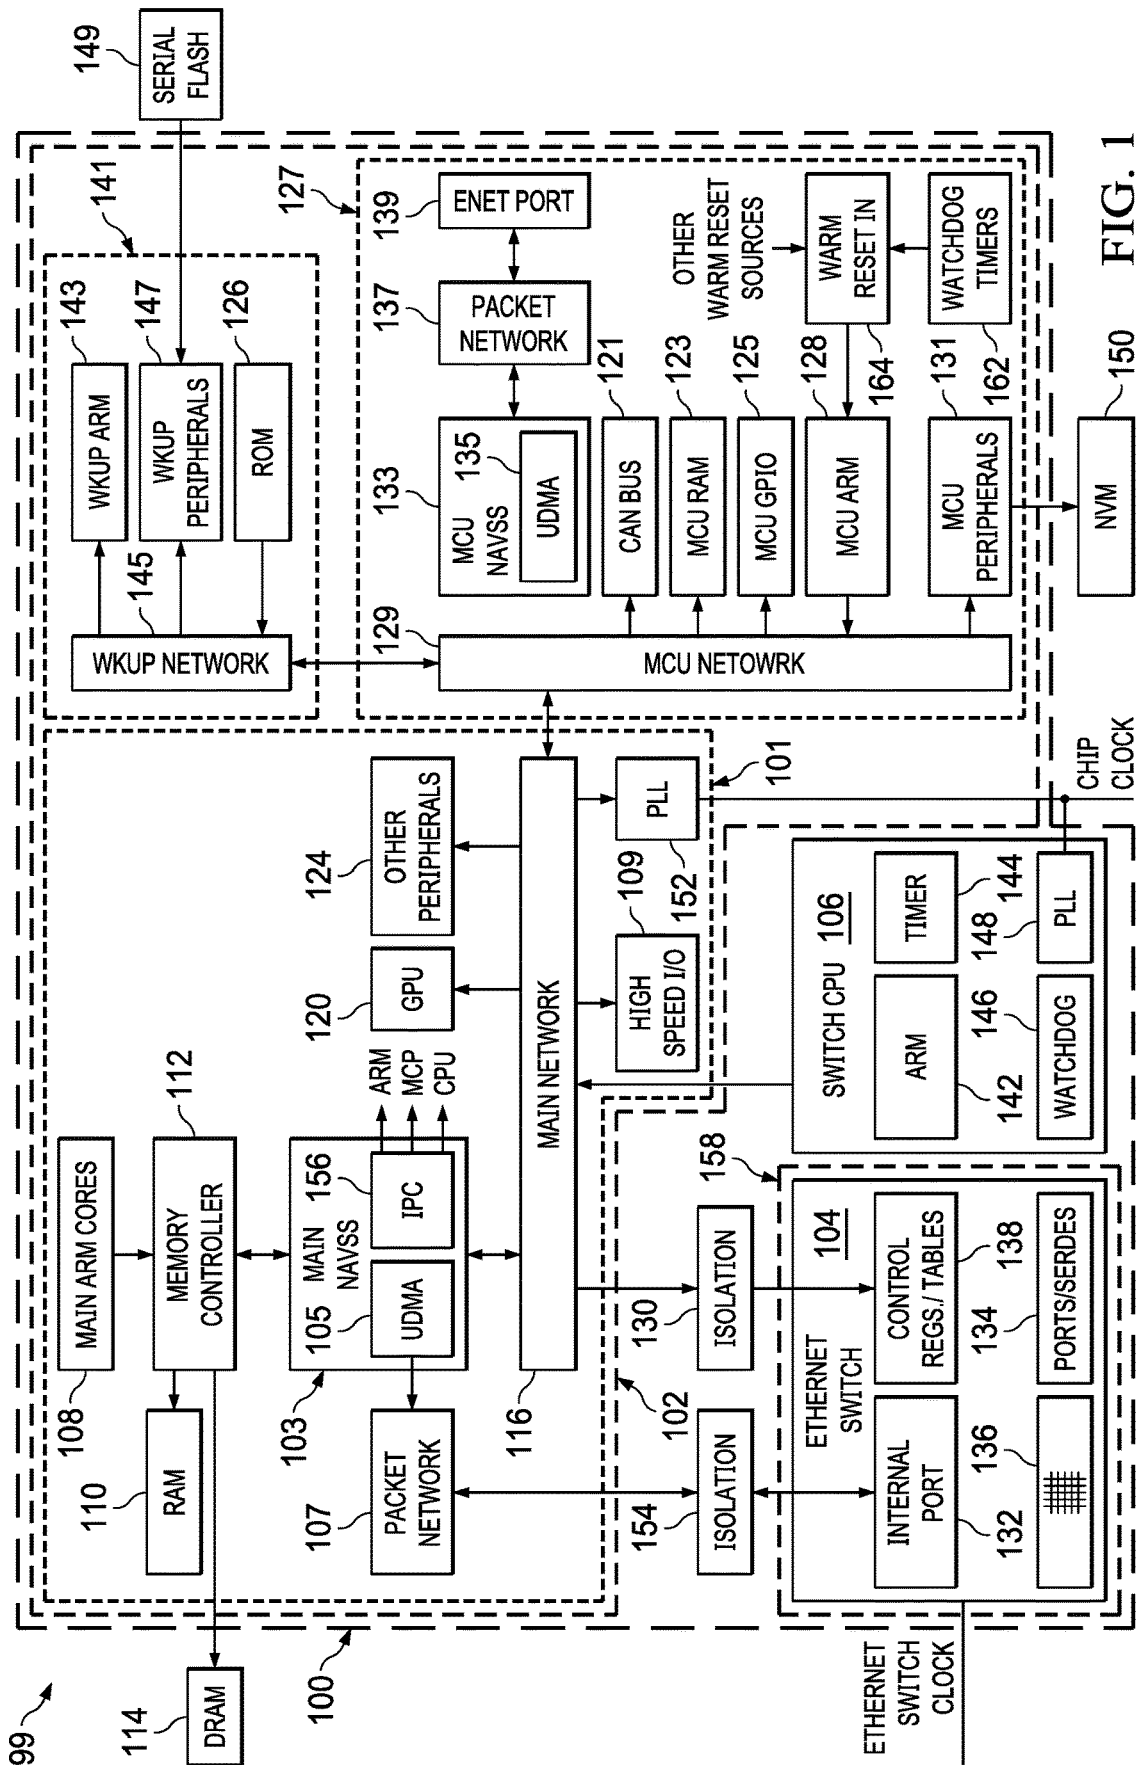 99
100
114
DRAM
110
RAM
108
MAIN ARM CORES
112
MEMORY
CONTROLLER
103
105
MAIN
NAVSS
UDMA
156
IPC
ARM
MCP
CPU
107
PACKET
NETWORK
120
GPU
124
OTHER
PERIPHERALS
116
MAIN NETWORK
109
HIGH
SPEED I/O
152
PLL
101
102
154
ISOLATION
130
ISOLATION
158
ETHERNET
SWITCH
104
INTERNAL
PORT
132
CONTROL
REGS./TABLES
138
136
134
PORTS/SERDES
ETHERNET
SWITCH
CLOCK
SWITCH CPU
106
ARM
142
TIMER
144
146
WATCHDOG
148
PLL
CHIP
CLOCK
141
143
WKUP ARM
147
WKUP
PERIPHERALS
126
ROM
145
WKUP NETWORK
149
SERIAL
FLASH
127
129
MCU NETOWRK
133
MCU
NAVSS
135
UDMA
137
PACKET
NETWORK
139
ENET PORT
121
CAN BUS
123
MCU RAM
125
MCU GPIO
128
MCU ARM
131
MCU
PERIPHERALS
OTHER
WARM RESET
SOURCES
WARM
RESET IN
164
WATCHDOG
TIMERS
162
150
NVM
FIG. 1